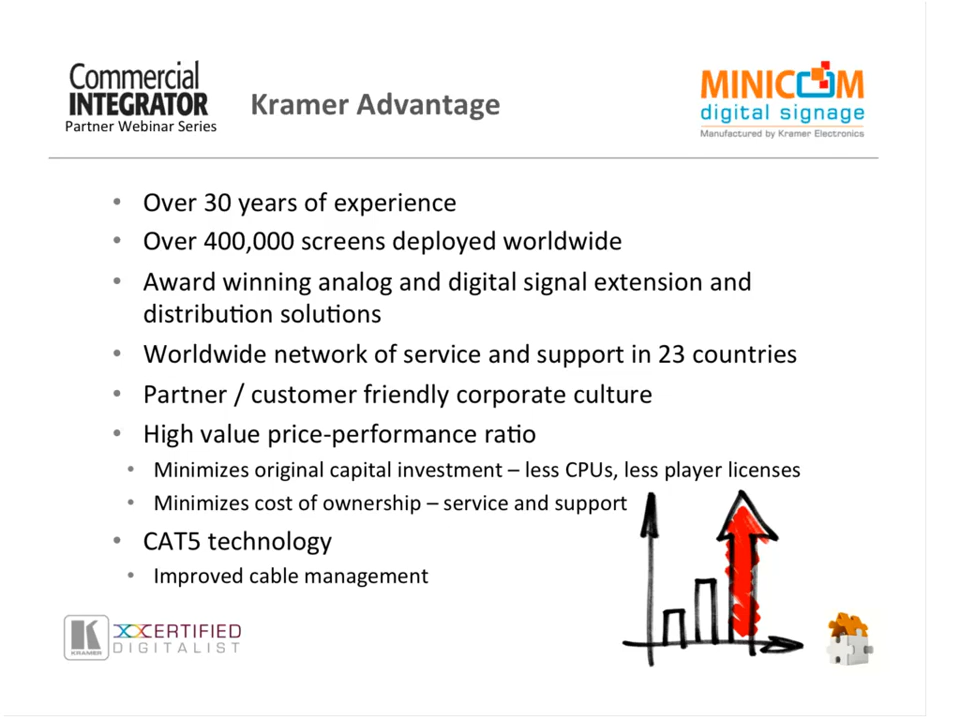 Commercial
INTEGRATOR
Partner Webinar Series
Kramer Advantage
MINICOM
digital signage
Manufactured by Kramer Electronics
• Over 30 years of experience
• Over 400,000 screens deployed worldwide
• Award winning analog and digital signal extension and
distribution solutions
• Worldwide network of service and support in 23 countries
• Partner / customer friendly corporate culture
• High value price-performance ratio
• Minimizes original capital investment – less CPUs, less player licenses
• Minimizes cost of ownership – service and support
• CAT5 technology
• Improved cable management
K
KRAMER
XXCERTIFIED
DIGITALIST